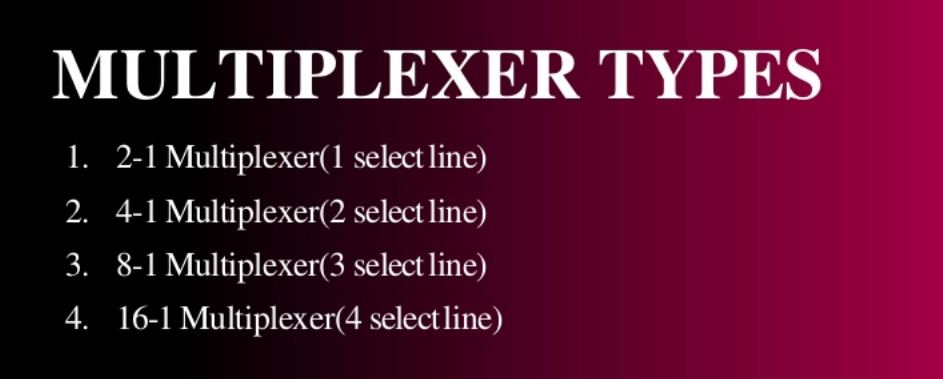 MULTIPLEXER TYPES
1. 2-1 Multiplexer(1 select line)
2. 4-1 Multiplexer(2 select line)
3. 8-1 Multiplexer(3 select line)
4. 16-1 Multiplexer(4 select line)